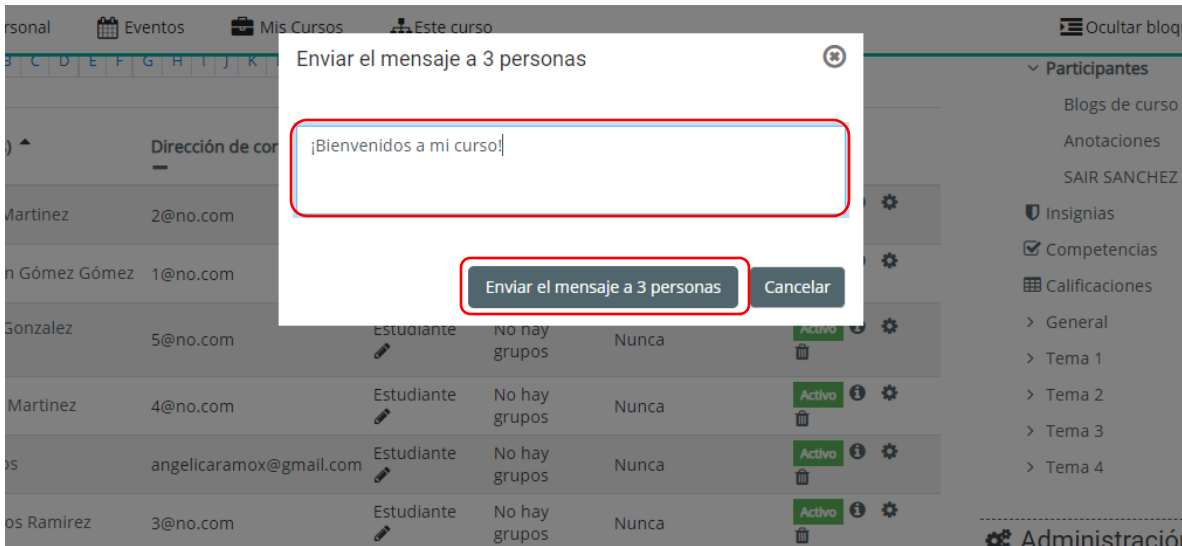 rsonal Eventos Mis Cursos Este curso Ocultar bloq
B C D E F G H I J K
Enviar el mensaje a 3 personas
¡Bienvenidos a mi curso!
Enviar el mensaje a 3 personas Cancelar
) Dirección de cor
Martinez 2@no.com
n Gómez Gómez 1@no.com
Gonzalez 5@no.com Estudiante No hay grupos Nunca Activo
Martinez 4@no.com Estudiante No hay grupos Nunca Activo
os angelicaramox@gmail.com Estudiante No hay grupos Nunca Activo
os Ramirez 3@no.com Estudiante No hay grupos Nunca Activo
Participantes
Blogs de curso
Anotaciones
SAIR SANCHEZ
Insignias
Competencias
Calificaciones
General
Tema 1
Tema 2
Tema 3
Tema 4
Administración